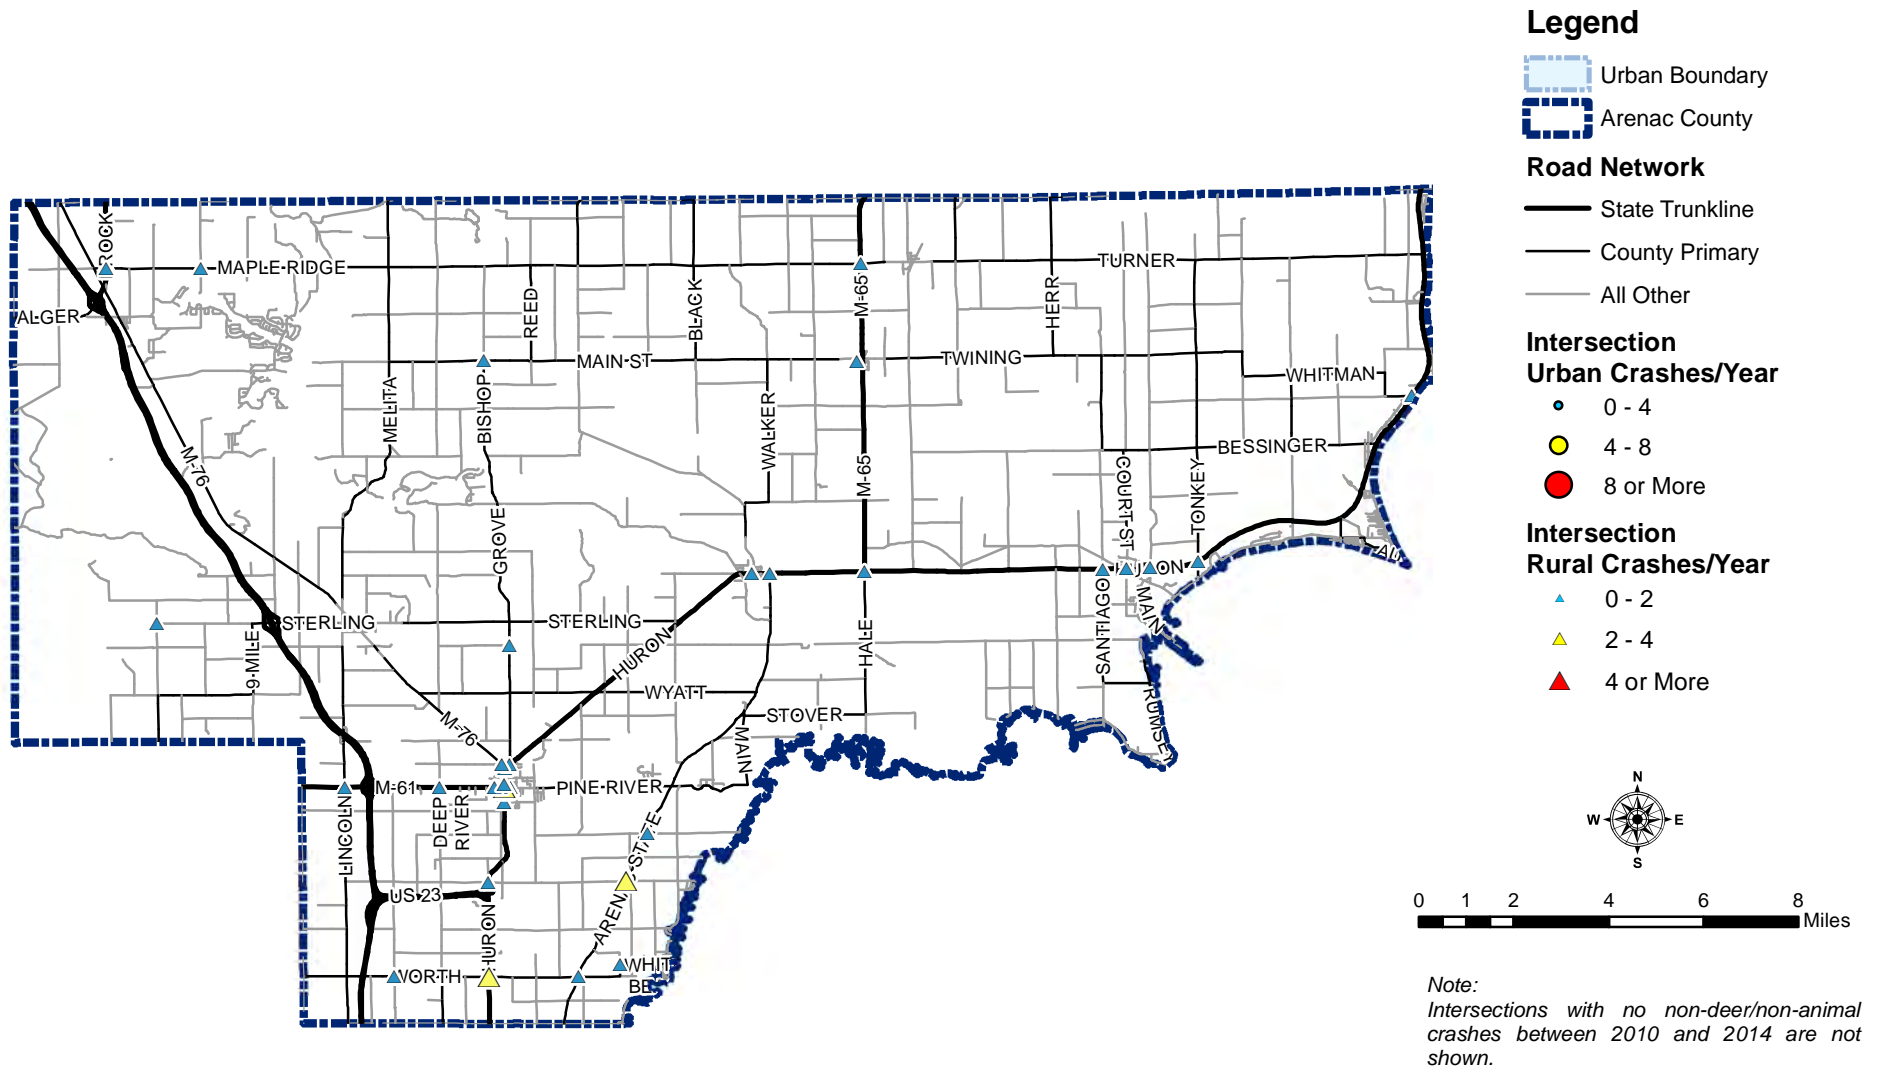 Legend
Urban Boundary
Arenac County
Road Network
State Trunkline
County Primary
All Other
Intersection
Urban Crashes/Year
0 - 4
4 - 8
8 or More
Intersection
Rural Crashes/Year
0 - 2
2 - 4
4 or More
N
W E
S
0 1 2 4 6 8
Miles
Note:
Intersections with no non-deer/non-animal
crashes between 2010 and 2014 are not
shown.
ROCK
MAPLE RIDGE
TURNER
ALGER
REED
BLACK
M-65
HERR
MAIN ST
TWINING
WHITMAN
MELITA
BISHOP
WALKER
BESSINGER
M-76
M-65
COURT ST
TONKEY
GROVE
HURON
STERLING
STERLING
9 MILE
HURON
HALE
SANTIAGO
MAIN
WYATT
RUMSEY
M-76
STOVER
MAIN
M-61
PINE RIVER
LINCOLN
DEEP
RIVER
STATE
US-23
HURON
WORTH
WHIT
BE